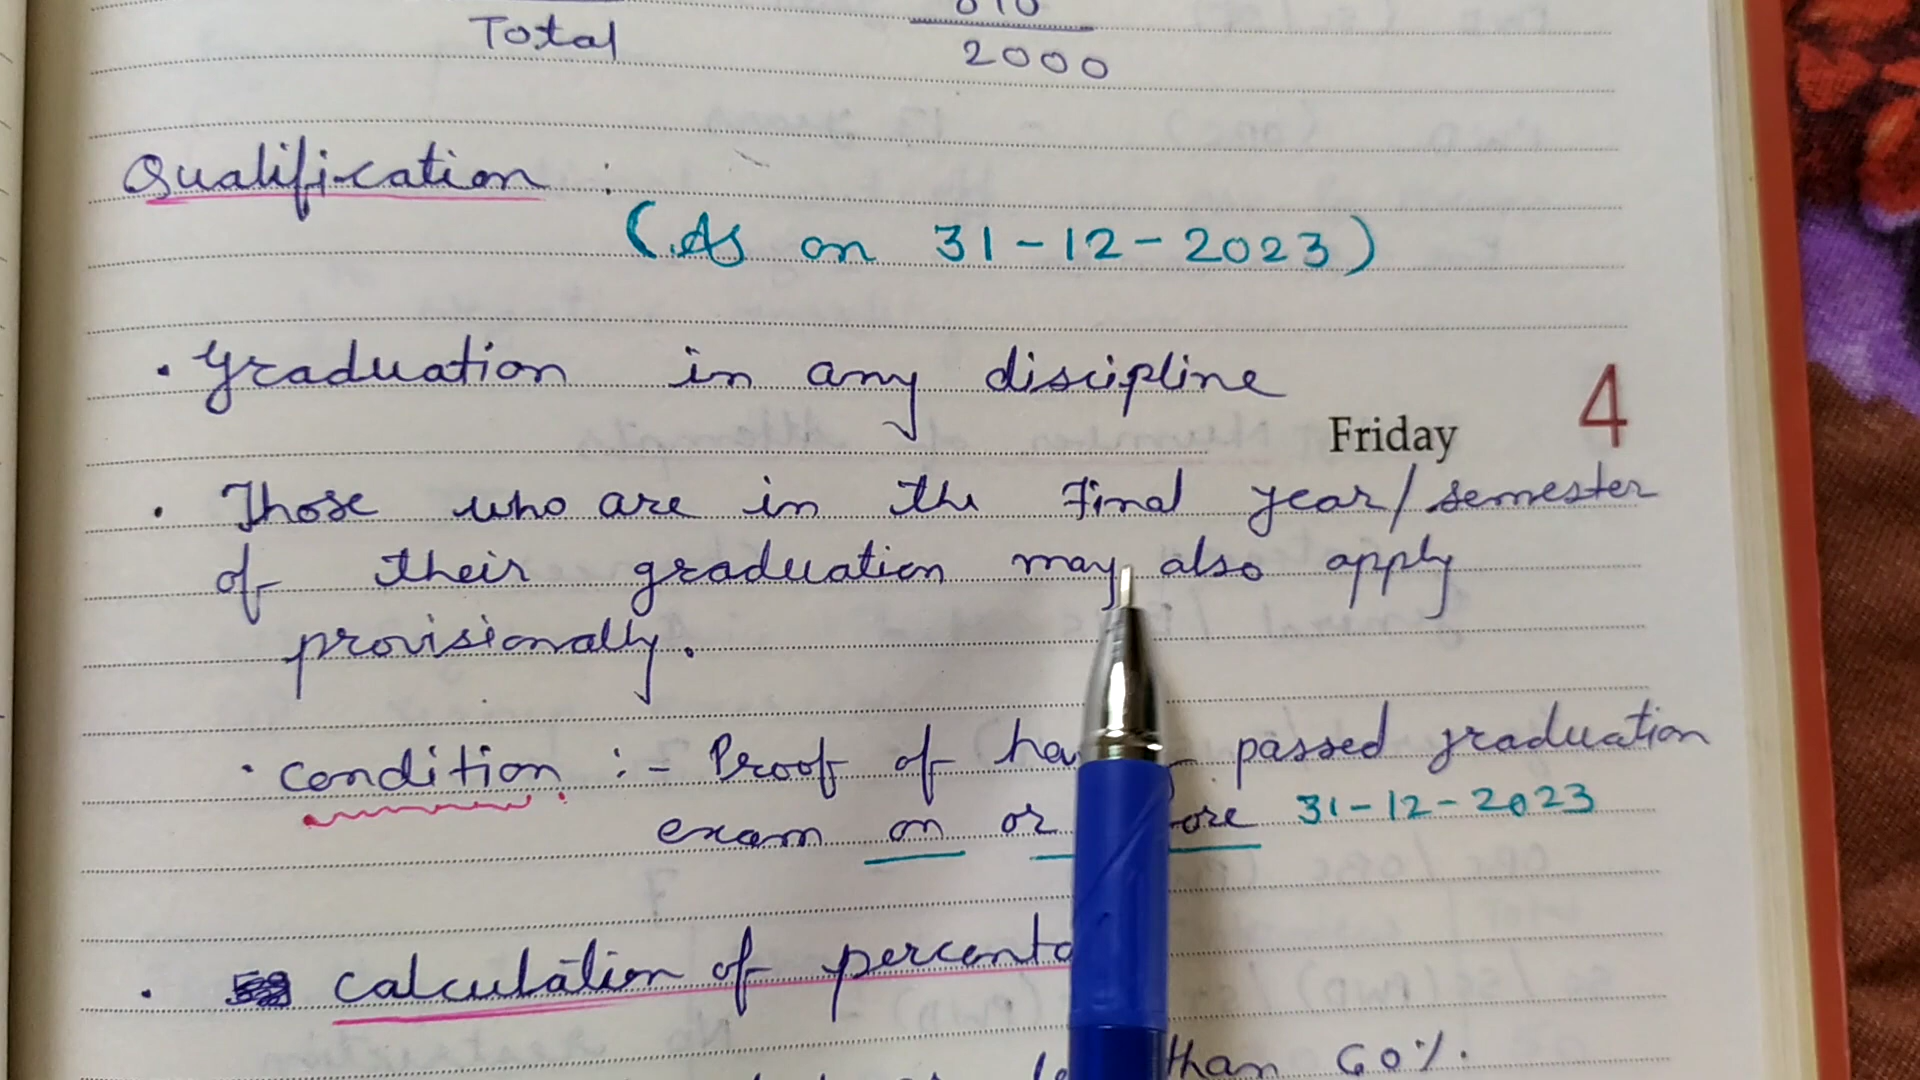 Total
2000
Qualification :
(As on 31-12-2023)
. Graduation in any discipline
Friday 4
. Those who are in the Final year/semester
of their graduation may also apply
provisionally.
. condition :- Proof of passed graduation
exam on or 31-12-2023
. calculation of
than 60%.